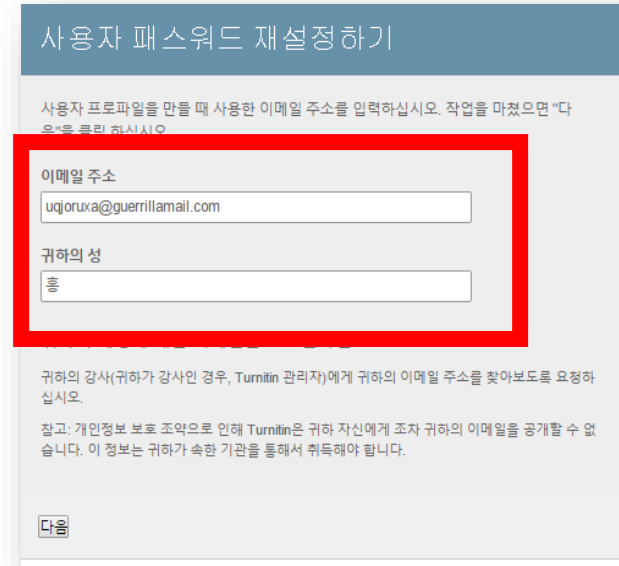 사용자 패스워드 재설정하기
사용자 프로파일을 만들 때 사용한 이메일 주소를 입력하십시오. 작업을 마쳤으면 "다
음"을 클릭 하십시오
이메일 주소
uqjoruxa@guerrillamail.com
귀하의 성
홍
귀하의 강사(귀하가 강사인 경우, Turnitin 관리자)에게 귀하의 이메일 주소를 찾아보도록 요청하
십시오.
참고: 개인정보 보호 조약으로 인해 Turnitin은 귀하 자신에게 조차 귀하의 이메일을 공개할 수 없
습니다. 이 정보는 귀하가 속한 기관을 통해서 취득해야 합니다.
다음